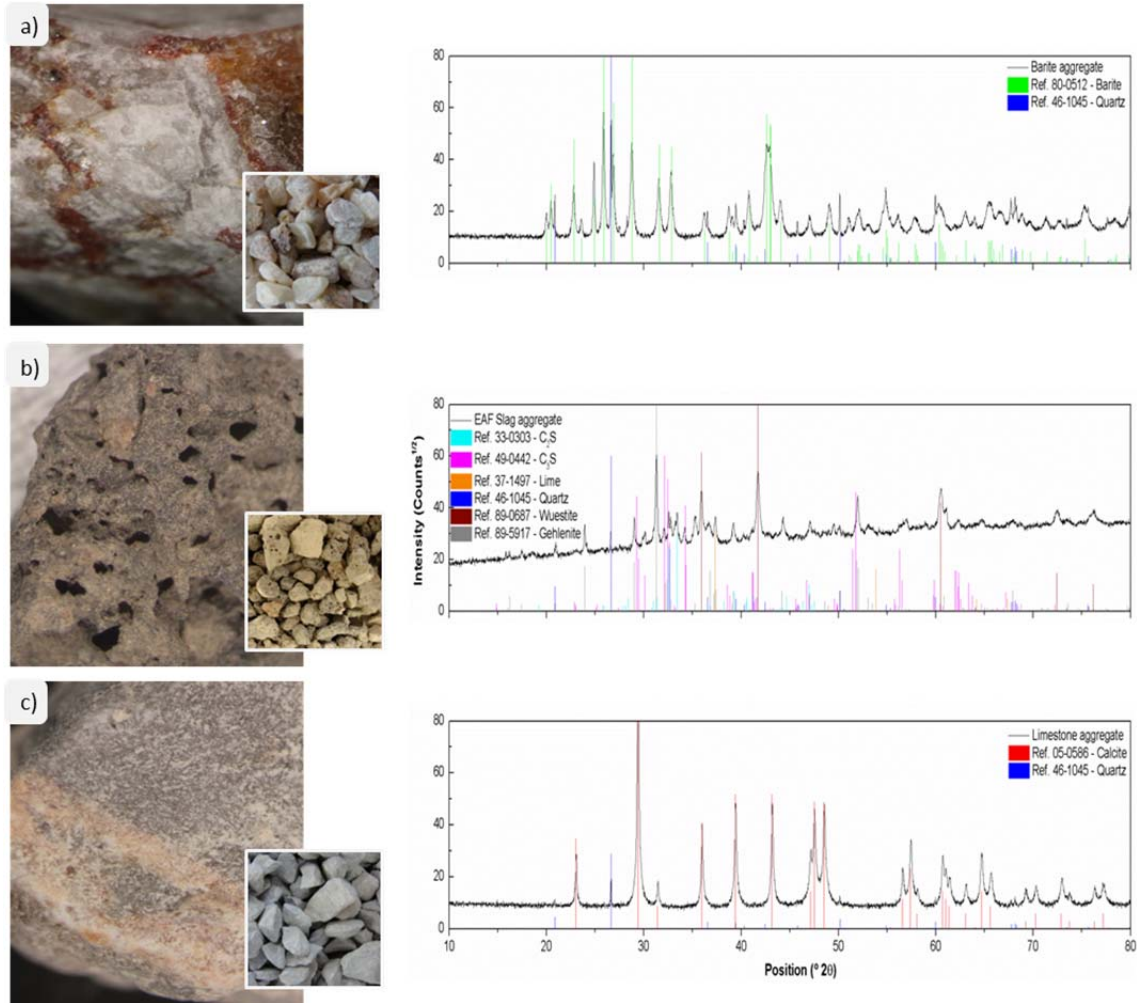 a)
80
60
40
20
0
Barite aggregate
Ref. 80-0512 - Barite
Ref. 46-1045 - Quartz
b)
Intensity (Counts^1/2)
80
60
40
20
0
EAF Slag aggregate
Ref. 33-0303 - C₂S
Ref. 49-0442 - C₃S
Ref. 37-1497 - Lime
Ref. 46-1045 - Quartz
Ref. 89-0687 - Wuestite
Ref. 89-5917 - Gehlenite
c)
80
60
40
20
0
Limestone aggregate
Ref. 05-0586 - Calcite
Ref. 46-1045 - Quartz
10 20 30 40 50 60 70 80
Position (º 2θ)